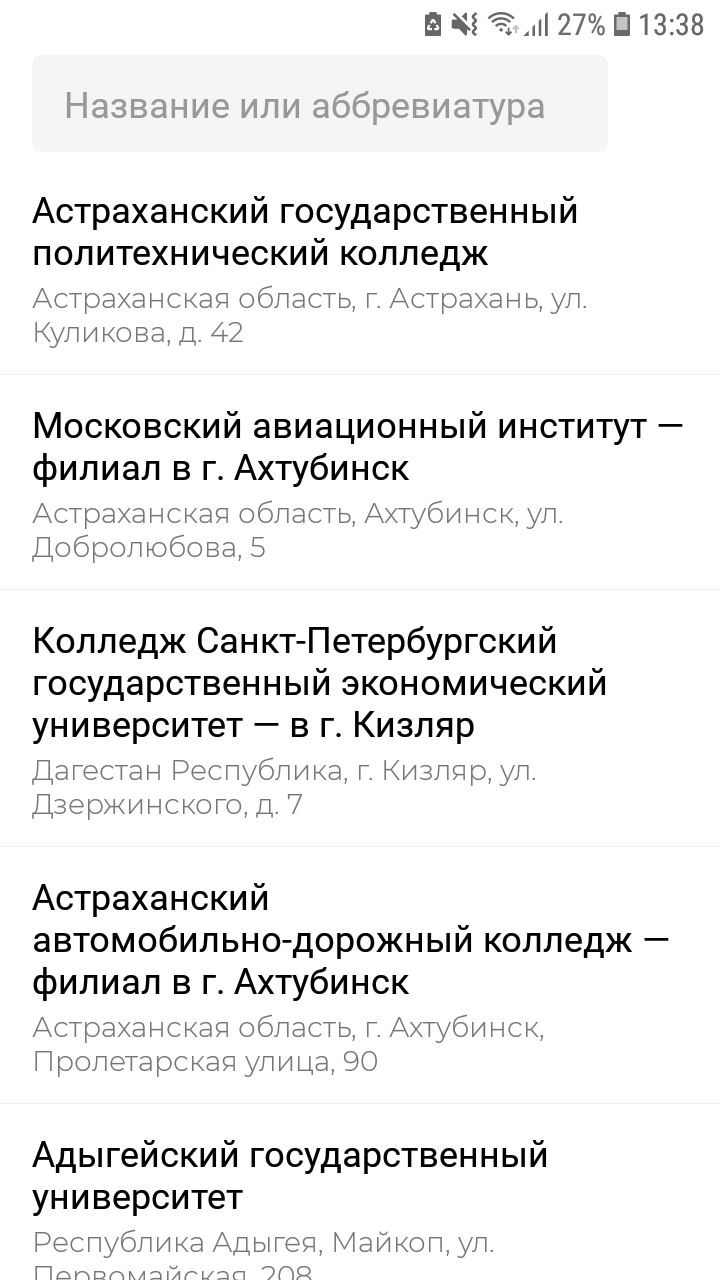 27% 13:38
Название или аббревиатура
Астраханский государственный
политехнический колледж
Астраханская область, г. Астрахань, ул.
Куликова, д. 42
Московский авиационный институт —
филиал в г. Ахтубинск
Астраханская область, Ахтубинск, ул.
Добролюбова, 5
Колледж Санкт-Петербургский
государственный экономический
университет — в г. Кизляр
Дагестан Республика, г. Кизляр, ул.
Дзержинского, д. 7
Астраханский
автомобильно-дорожный колледж —
филиал в г. Ахтубинск
Астраханская область, г. Ахтубинск,
Пролетарская улица, 90
Адыгейский государственный
университет
Республика Адыгея, Майкоп, ул.
Первомайская, 208